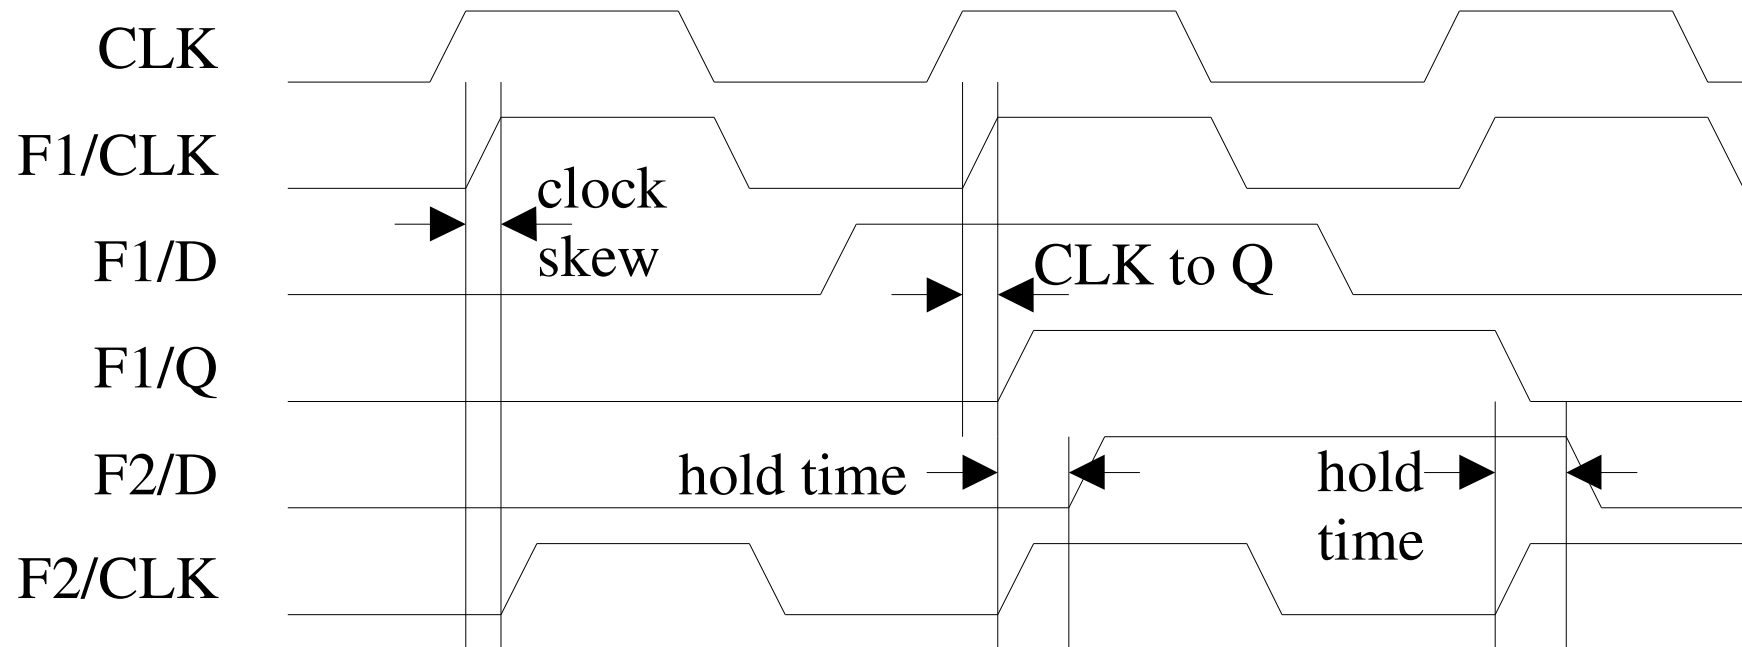 CLK
F1/CLK
clock
skew
F1/D
CLK to Q
F1/Q
F2/D
hold time
hold
time
F2/CLK